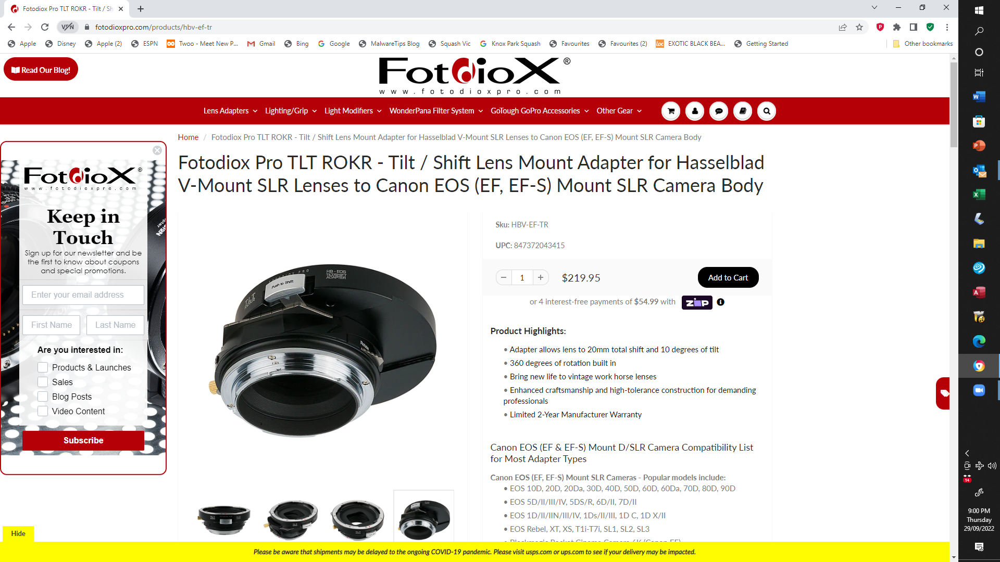 Fotodiox Pro TLT ROKR - Tilt / Sh
fotodioxpro.com/products/hbv-ef-tr
Apple Disney Apple (2) ESPN Twoo - Meet New P... Gmail Bing Google MalwareTips Blog Squash Vic Knox Park Squash Favourites Favourites (2) EXOTIC BLACK BEA... Getting Started Other bookmarks
Read Our Blog!
FotodioX ®
www.fotodioxpro.com
Lens Adapters Lighting/Grip Light Modifiers WonderPana Filter System GoTough GoPro Accessories Other Gear
Home / Fotodiox Pro TLT ROKR - Tilt / Shift Lens Mount Adapter for Hasselblad V-Mount SLR Lenses to Canon EOS (EF, EF-S) Mount SLR Camera Body
Fotodiox Pro TLT ROKR - Tilt / Shift Lens Mount Adapter for Hasselblad
V-Mount SLR Lenses to Canon EOS (EF, EF-S) Mount SLR Camera Body
FotodioX ®
www.fotodioxpro.com
Keep in
Touch
Sign up for our newsletter and be
the first to know about coupons
and special promotions.
Enter your email address
First Name Last Name
Are you interested in:
Products & Launches
Sales
Blog Posts
Video Content
Subscribe
HB - EOS
TILT/SHIFT
ADAPTER
Push to Shift
TLT
ROKR
Rotate
Sku: HBV-EF-TR
UPC: 847372043415
1 $219.95 Add to Cart
or 4 interest-free payments of $54.99 with zip
Product Highlights:
• Adapter allows lens to 20mm total shift and 10 degrees of tilt
• 360 degrees of rotation built in
• Bring new life to vintage work horse lenses
• Enhanced craftsmanship and high-tolerance construction for demanding
professionals
• Limited 2-Year Manufacturer Warranty
Canon EOS (EF & EF-S) Mount D/SLR Camera Compatibility List
for Most Adapter Types
Canon EOS (EF, EF-S) Mount SLR Cameras - Popular models include:
• EOS 10D, 20D, 20Da, 30D, 40D, 50D, 60D, 60Da, 70D, 80D, 90D
• EOS 5D/II/III/IV, 5DS/R, 6D/II, 7D/II
• EOS 1D/II/IIN/III/IV, 1Ds/II/III, 1D C, 1D X/II
• EOS Rebel, XT, XS, T1i-T7i, SL1, SL2, SL3
Hide
Please be aware that shipments may be delayed to the ongoing COVID-19 pandemic. Please visit usps.com or ups.com to see if your delivery may be impacted.
14
9:00 PM
Thursday
29/09/2022